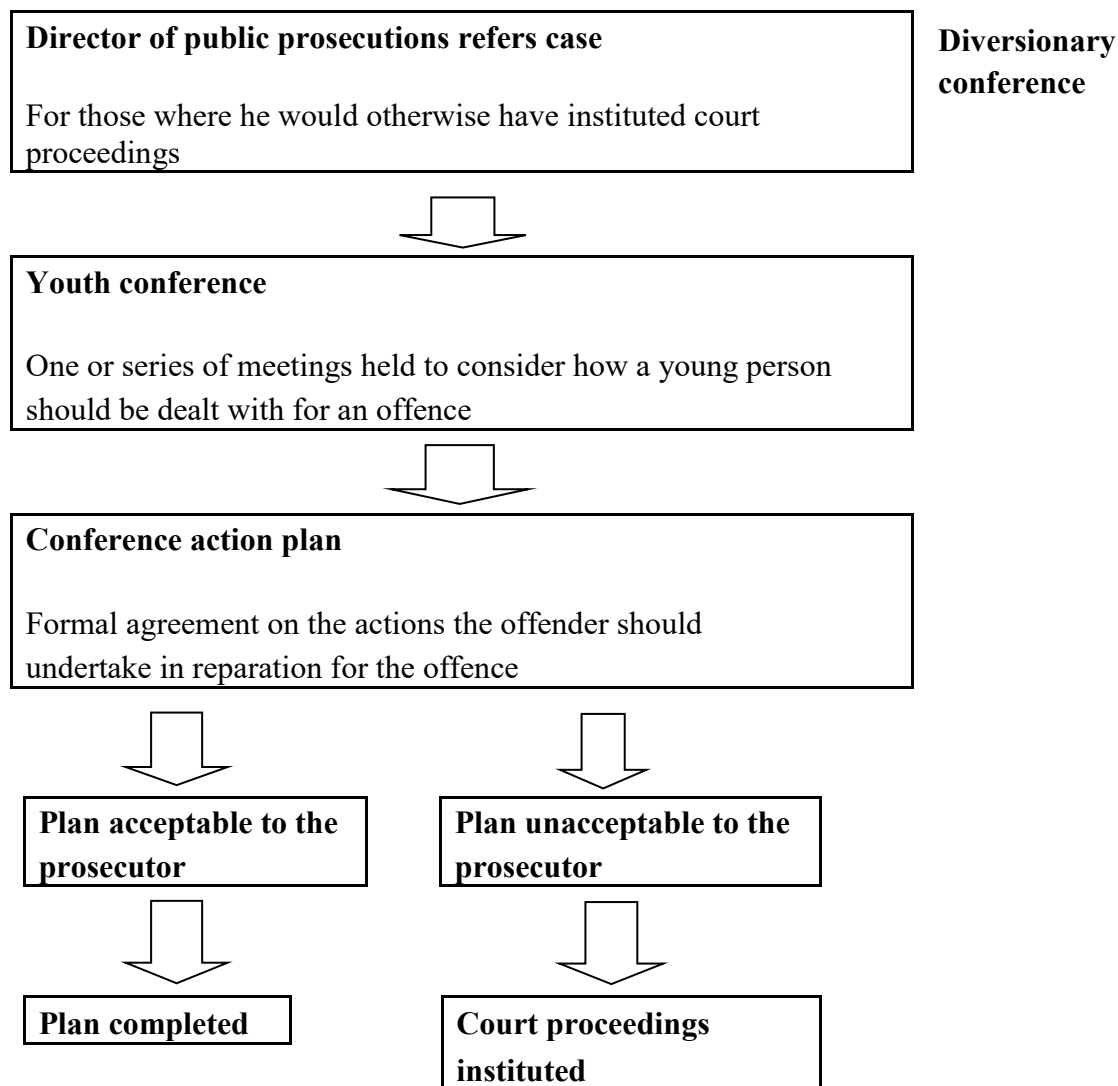 Director of public prosecutions refers case
For those where he would otherwise have instituted court
proceedings
Diversionary
conference
Youth conference
One or series of meetings held to consider how a young person
should be dealt with for an offence
Conference action plan
Formal agreement on the actions the offender should
undertake in reparation for the offence
Plan acceptable to the
prosecutor
Plan unacceptable to the
prosecutor
Plan completed
Court proceedings
instituted